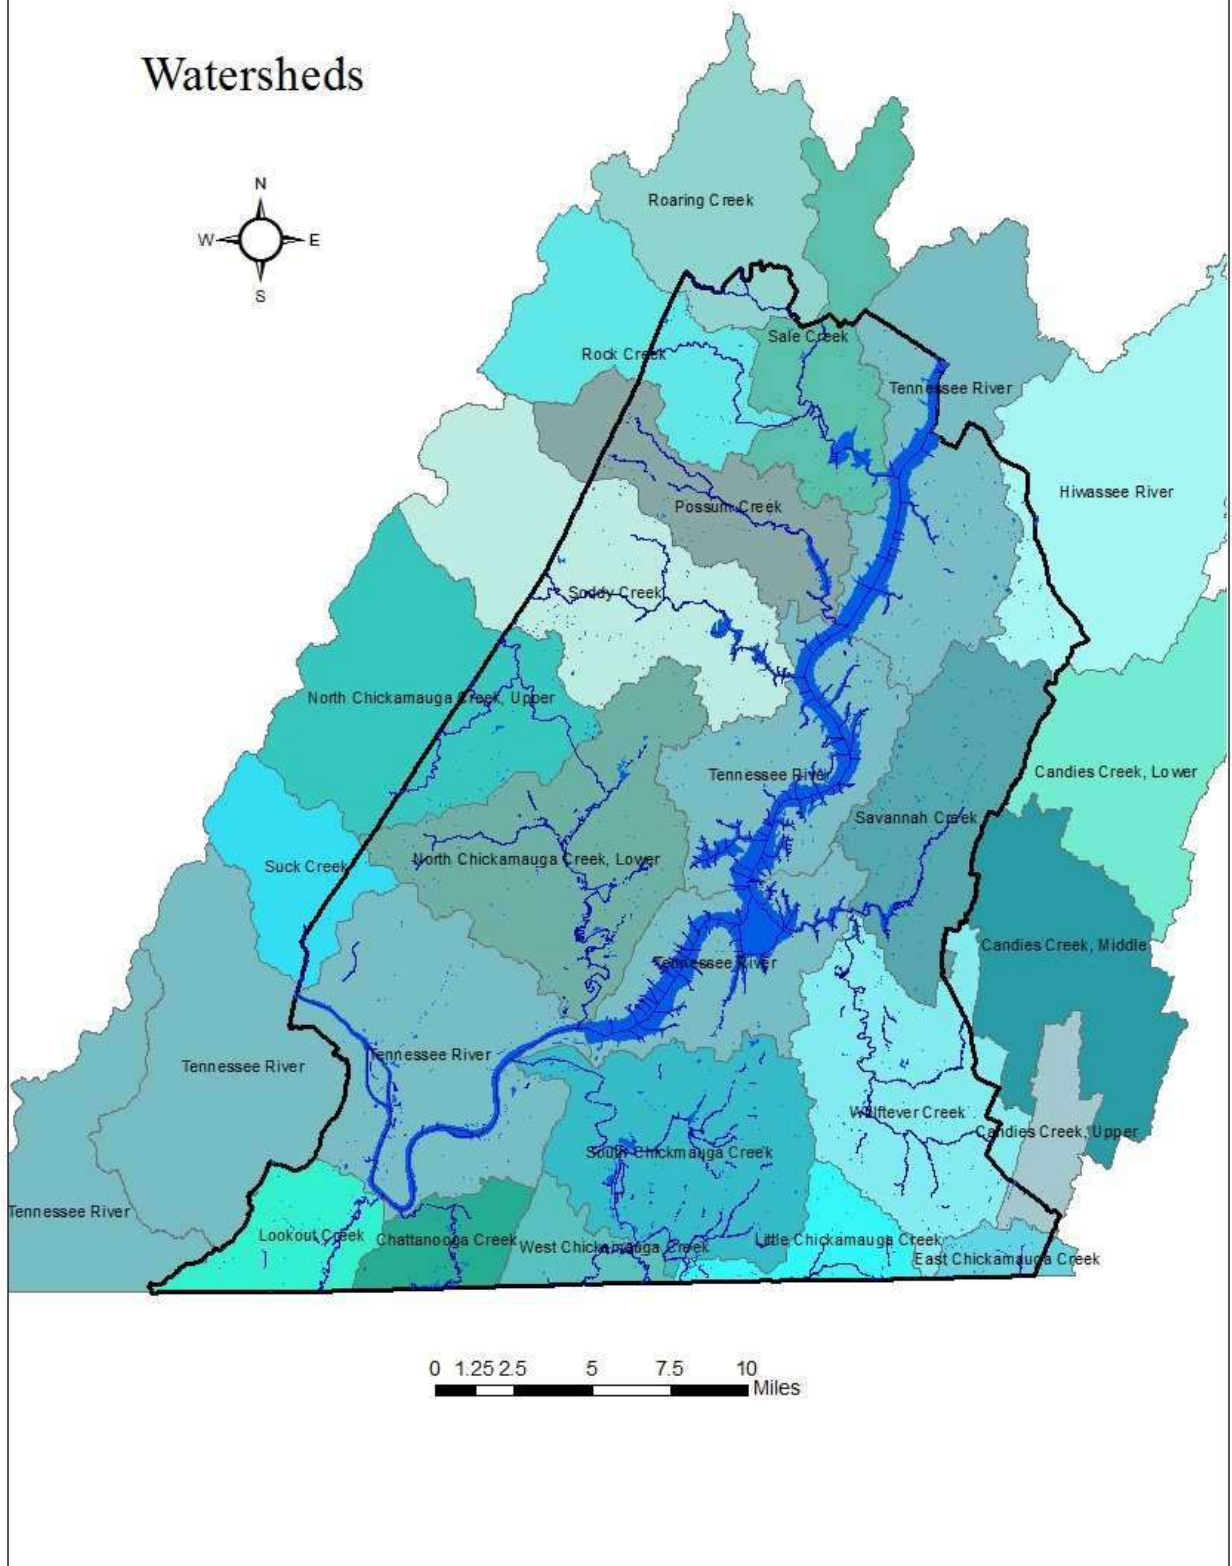 Watersheds
N
W E
S
Roaring Creek
Sale Creek
Rock Creek
Tennessee River
Hiwassee River
Possum Creek
Soddy Creek
North Chickamauga Creek, Upper
Tennessee River
Candies Creek, Lower
Savannah Creek
North Chickamauga Creek, Lower
Suck Creek
Candies Creek, Middle
Tennessee River
Tennessee River
Tennessee River
Wolftever Creek
Candies Creek, Upper
South Chickmauga Creek
Tennessee River
Lookout Creek
Chattanooga Creek
West Chickamauga Creek
Little Chickamauga Creek
East Chickamauga Creek
0 1.25 2.5 5 7.5 10
Miles